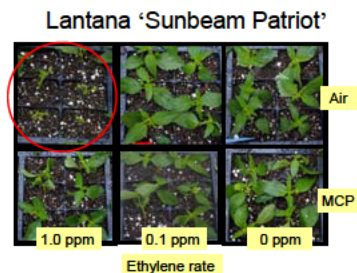 Lantana ‘Sunbeam Patriot’
Air
MCP
1.0 ppm 0.1 ppm 0 ppm
Ethylene rate